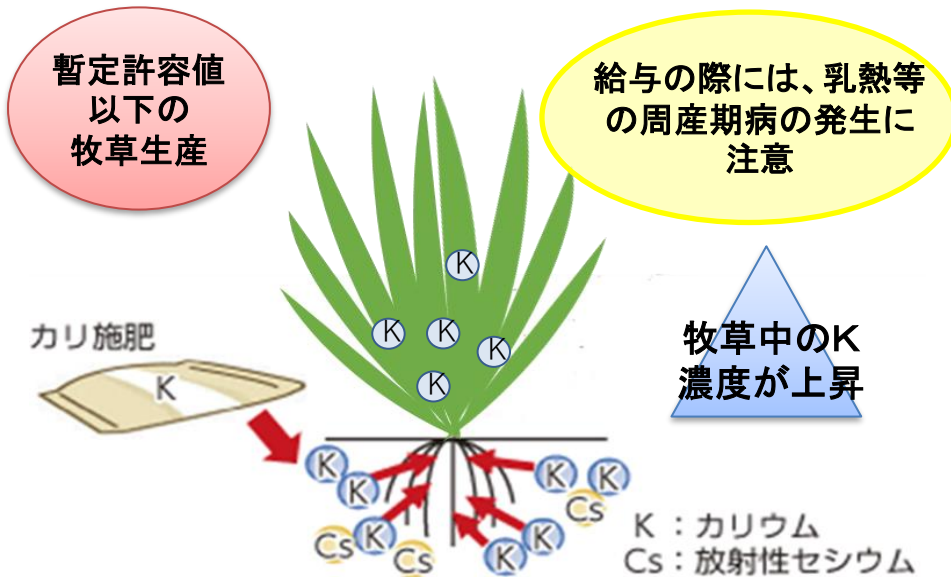 暫定許容値
以下の
牧草生産
給与の際には、乳熱等
の周産期病の発生に
注意
K
K
K
K
K
牧草中のK
濃度が上昇
カリ施肥
K
K
K
K
K
Cs
Cs
K
Cs
K
K
K : カリウム
Cs : 放射性セシウム